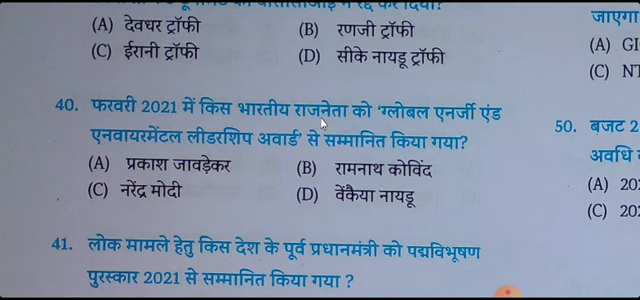 (A) देवधर ट्रॉफी
(B) रणजी ट्रॉफी
(C) ईरानी ट्रॉफी
(D) सीके नायडू ट्रॉफी
40. फरवरी 2021 में किस भारतीय राजनेता को 'ग्लोबल एनर्जी एंड
एनवायरमेंटल लीडरशिप अवार्ड' से सम्मानित किया गया?
(A) प्रकाश जावड़ेकर
(B) रामनाथ कोविंद
(C) नरेंद्र मोदी
(D) वेंकैया नायडू
41. लोक मामले हेतु किस देश के पूर्व प्रधानमंत्री को पद्मविभूषण
पुरस्कार 2021 से सम्मानित किया गया ?
जाएगा
(A) GI
(C) NT
50. बजट 2
अवधि
(A) 20
(C) 20